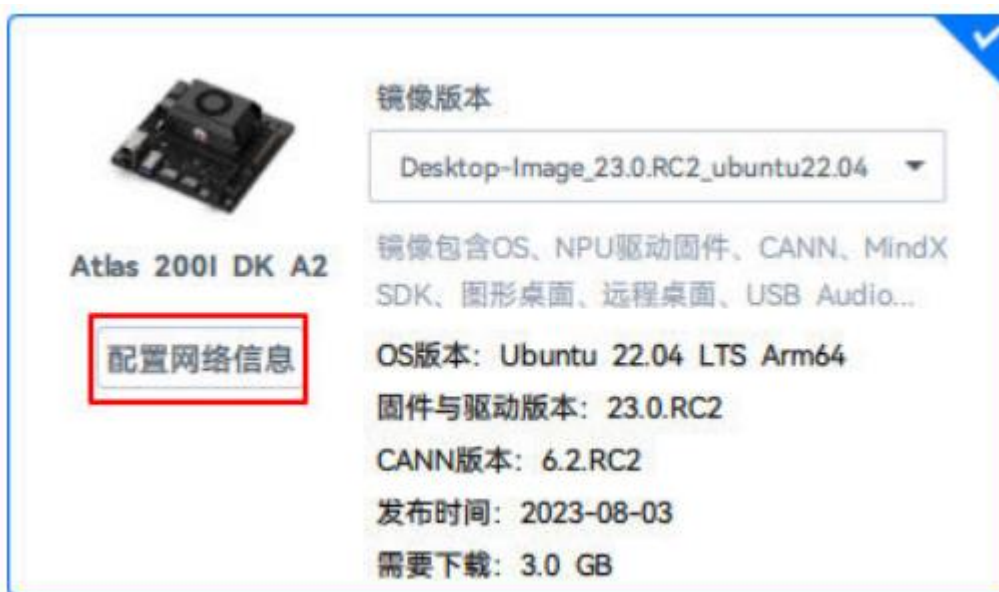 镜像版本
Desktop-Image_23.0.RC2_ubuntu22.04
镜像包含OS、NPU驱动固件、CANN、MindX
SDK、图形桌面、远程桌面、USB Audio...
Atlas 200I DK A2
配置网络信息
OS版本：Ubuntu 22.04 LTS Arm64
固件与驱动版本：23.0.RC2
CANN版本：6.2.RC2
发布时间：2023-08-03
需要下载：3.0 GB